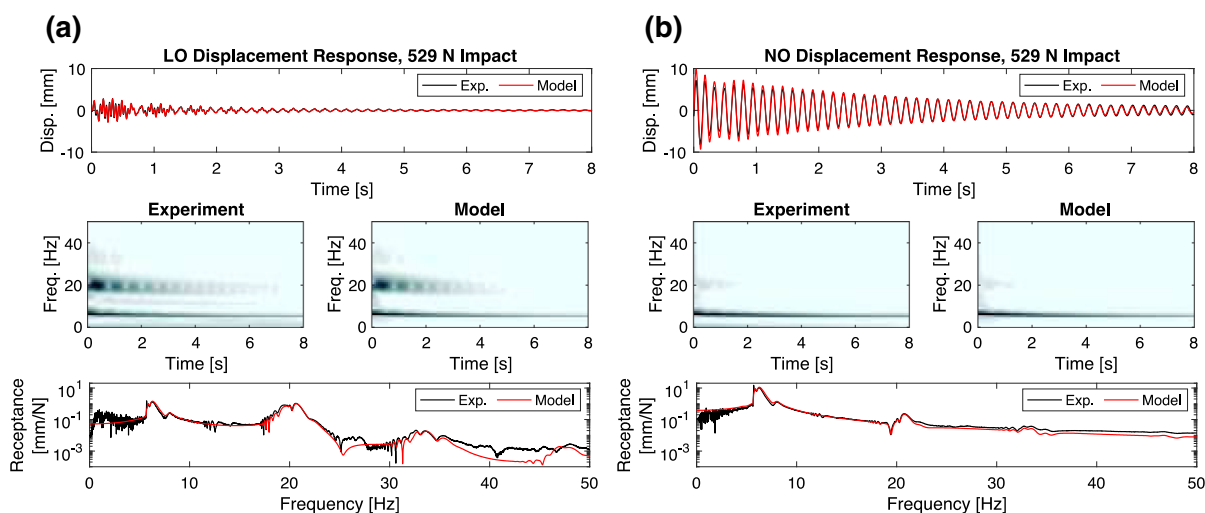 (a)
LO Displacement Response, 529 N Impact
Disp. [mm]
10
0
-10
Exp. Model
0 1 2 3 4 5 6 7 8
Time [s]
Experiment
Freq. [Hz]
40
20
0
0 2 4 6 8
Time [s]
Model
Freq. [Hz]
40
20
0
0 2 4 6 8
Time [s]
Receptance
[mm/N]
10^1
10^-1
10^-3
Exp. Model
0 10 20 30 40 50
Frequency [Hz]
(b)
NO Displacement Response, 529 N Impact
Disp. [mm]
10
0
-10
Exp. Model
0 1 2 3 4 5 6 7 8
Time [s]
Experiment
Freq. [Hz]
40
20
0
0 2 4 6 8
Time [s]
Model
Freq. [Hz]
40
20
0
0 2 4 6 8
Time [s]
Receptance
[mm/N]
10^1
10^-1
10^-3
Exp. Model
0 10 20 30 40 50
Frequency [Hz]